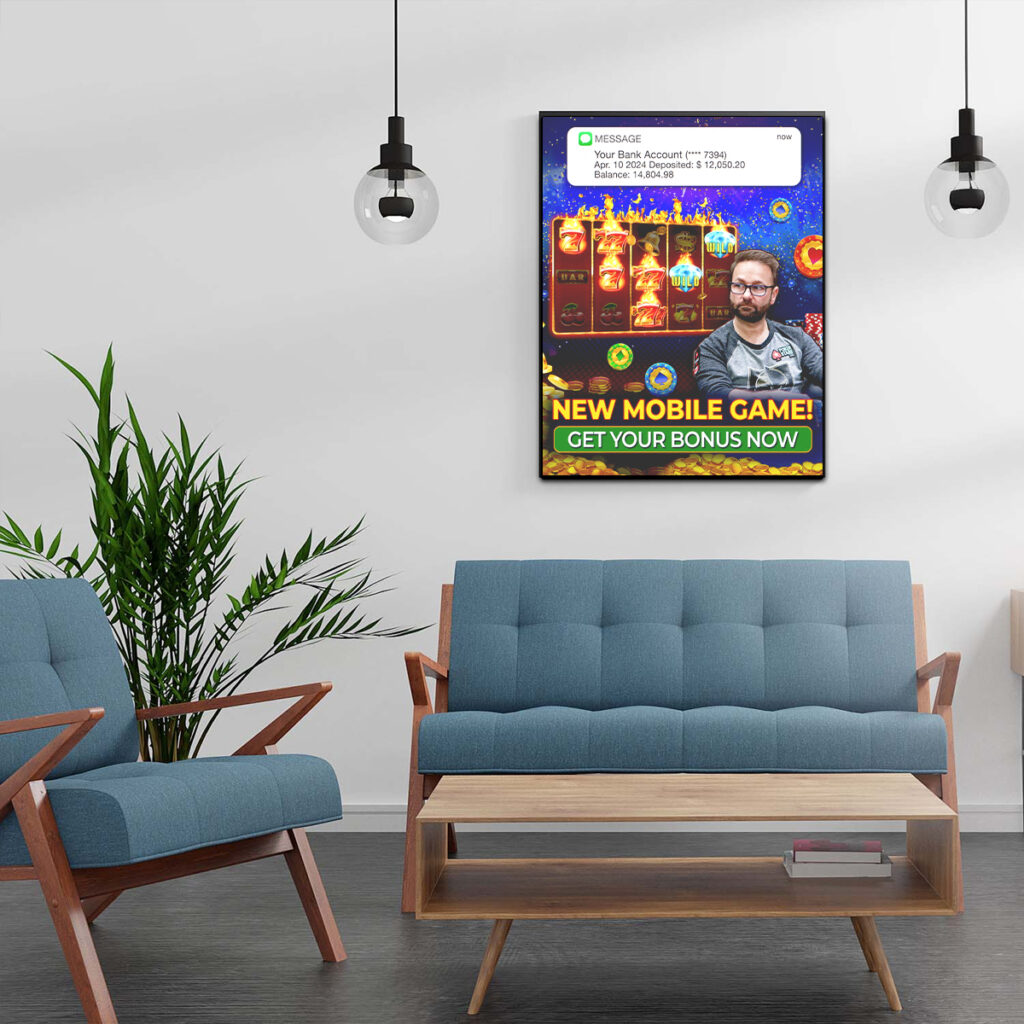 MESSAGE
now
Your Bank Account (**** 7394)
Apr. 10 2024 Deposited: $ 12,050.20
Balance: 14,804.98
WILD
BAR
WILD
BAR
NEW MOBILE GAME!
GET YOUR BONUS NOW